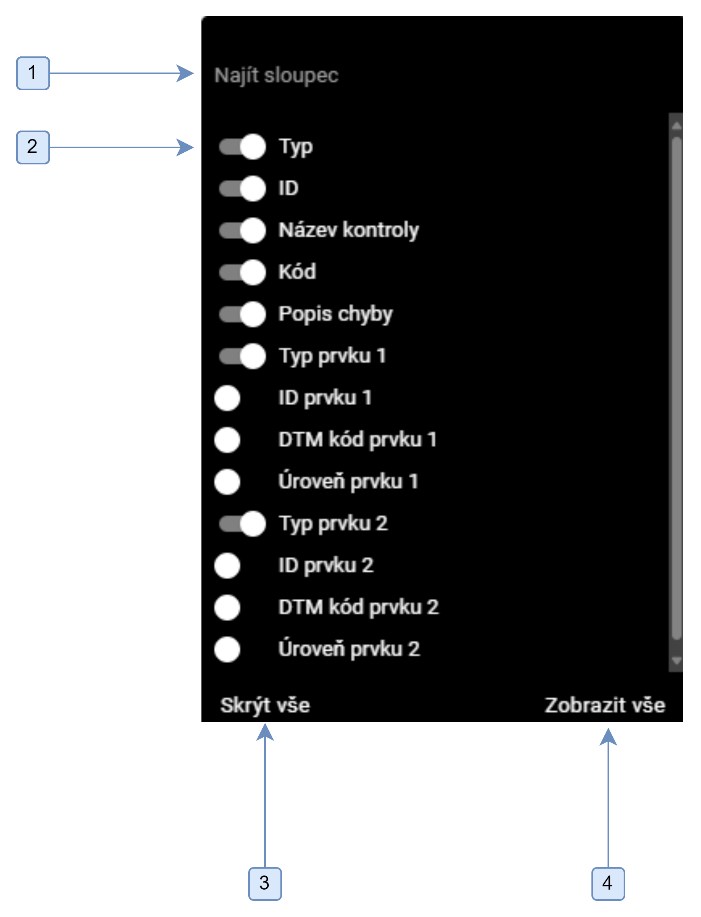 1
Najít sloupec
2
Typ
ID
Název kontroly
Kód
Popis chyby
Typ prvku 1
ID prvku 1
DTM kód prvku 1
Úroveň prvku 1
Typ prvku 2
ID prvku 2
DTM kód prvku 2
Úroveň prvku 2
Skrýt vše
Zobrazit vše
3
4